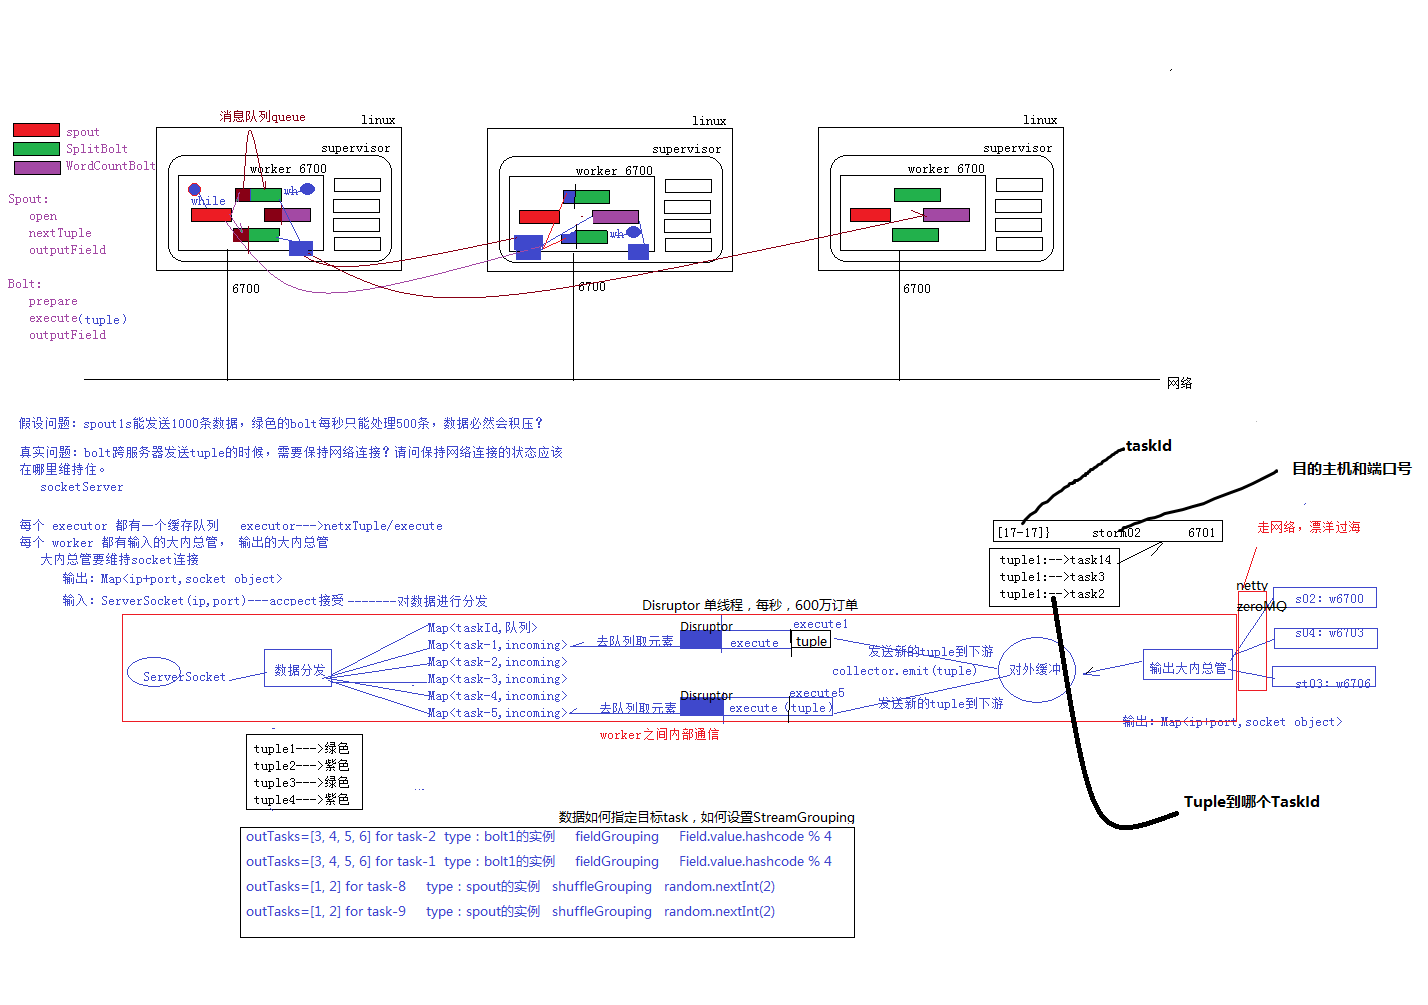 消息队列queue
linux
linux
linux
spout
SplitBolt
WordCountBolt
supervisor
supervisor
supervisor
worker 6700
worker 6700
worker 6700
while
wh
wh
Spout:
open
nextTuple
outputField
Bolt:
prepare
execute(tuple)
outputField
6700
6700
6700
网络
假设问题：spout1s能发送1000条数据，绿色的bolt每秒只能处理500条，数据必然会积压？
真实问题：bolt跨服务器发送tuple的时候，需要保持网络连接？请问保持网络连接的状态应该
在哪里维持住。
socketServer
每个 executor 都有一个缓存队列 executor--->netxTuple/execute
每个 worker 都有输入的大内总管， 输出的大内总管
大内总管要维持socket连接
输出：Map<ip+port,socket object>
输入：ServerSocket(ip,port)---accpect接受-------对数据进行分发
taskId
目的主机和端口号
[17-17]} storm02 6701
走网络，漂洋过海
tuple1:-->task14
tuple1:-->task3
tuple1:-->task2
netty
zeroMQ
s02：w6700
s04：w6703
st03：w6706
Disruptor 单线程，每秒，600万订单
ServerSocket
数据分发
Map<taskId,队列>
Map<task-1,incoming>
Map<task-2,incoming>
Map<task-3,incoming>
Map<task-4,incoming>
Map<task-5,incoming>
去队列取元素
Disruptor
execute
execute1
tuple
发送新的tuple到下游
collector.emit(tuple)
对外缓冲
输出大内总管
去队列取元素
Disruptor
execute5
execute (tuple)
发送新的tuple到下游
输出：Map<ip+port,socket object>
worker之间内部通信
tuple1--->绿色
tuple2--->紫色
tuple3--->绿色
tuple4--->紫色
Tuple到哪个TaskId
数据如何指定目标task，如何设置StreamGrouping
outTasks=[3, 4, 5, 6] for task-2 type：bolt1的实例 fieldGrouping Field.value.hashcode % 4
outTasks=[3, 4, 5, 6] for task-1 type：bolt1的实例 fieldGrouping Field.value.hashcode % 4
outTasks=[1, 2] for task-8 type：spout的实例 shuffleGrouping random.nextInt(2)
outTasks=[1, 2] for task-9 type：spout的实例 shuffleGrouping random.nextInt(2)